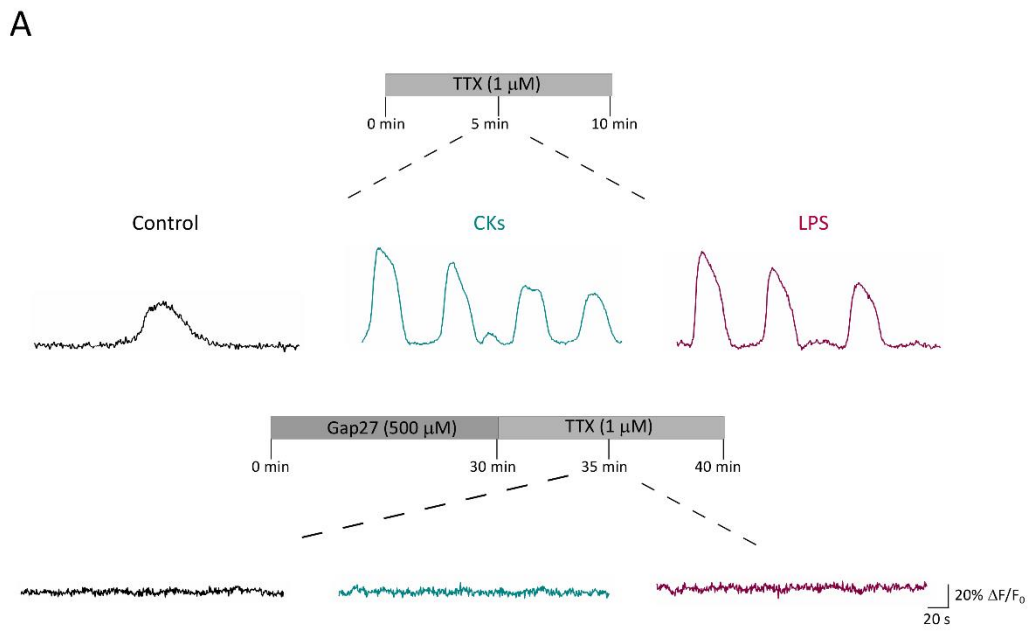 A
TTX (1 μM)
0 min 5 min 10 min
Control CKs LPS
Gap27 (500 μM) TTX (1 μM)
0 min 30 min 35 min 40 min
20% ΔF/F₀
20 s